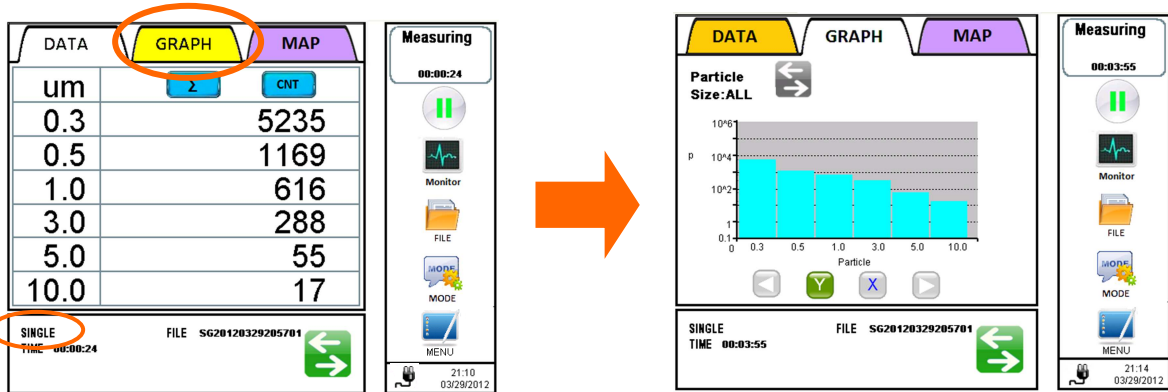 DATA GRAPH MAP
um Σ CNT
0.3 5235
0.5 1169
1.0 616
3.0 288
5.0 55
10.0 17
SINGLE FILE SG20120329205701
TIME 00:00:24
Measuring
00:00:24
Monitor
FILE
MODE
MODE
MENU
21:10
03/29/2012
DATA GRAPH MAP
Particle
Size:ALL
10^6
p 10^4
10^2
1
0.1
0 0.3 0.5 1.0 3.0 5.0 10.0
Particle
Y X
SINGLE FILE SG20120329205701
TIME 00:03:55
Measuring
00:03:55
Monitor
FILE
MODE
MODE
MENU
21:14
03/29/2012